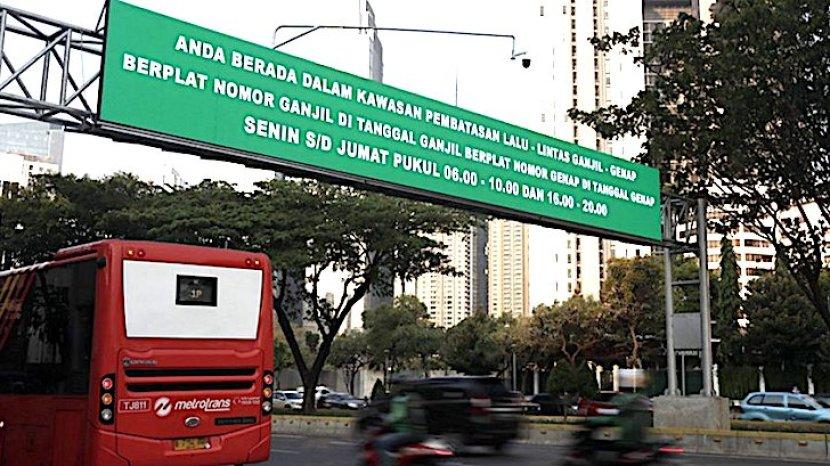 ANDA BERADA DALAM KAWASAN PEMBATASAN LALU - LINTAS GANJIL - GENAP
BERPLAT NOMOR GANJIL DI TANGGAL GANJIL BERPLAT NOMOR GENAP DI TANGGAL GENAP
SENIN S/D JUMAT PUKUL 06.00 - 10.00 DAN 16.00 - 20.00
1P
TJ811 metrotrans